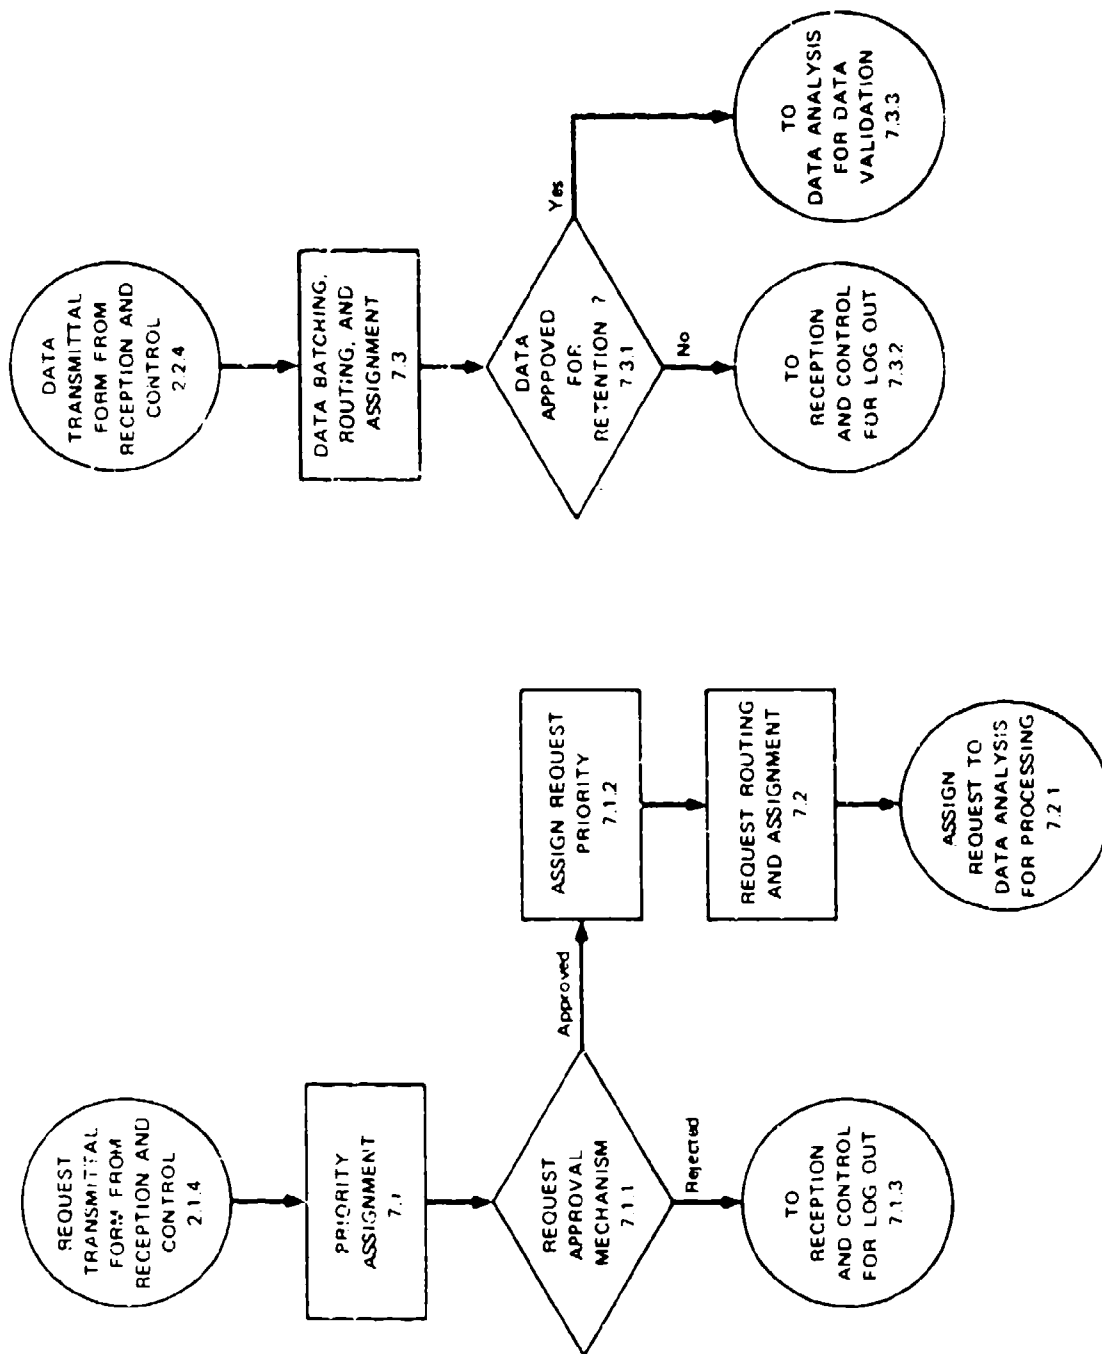 REQUEST
TRANSMITTAL
FORM FROM
RECEPTION AND
CONTROL
2.1.4
PRIORITY
ASSIGNMENT
7.1
REQUEST
APPROVAL
MECHANISM
7.1.1
Approved
Rejected
TO
RECEPTION
AND CONTROL
FOR LOG OUT
7.1.3
ASSIGN REQUEST
PRIORITY
7.1.2
REQUEST ROUTING
AND ASSIGNMENT
7.2
ASSIGN
REQUEST TO
DATA ANALYSIS
FOR PROCESSING
7.2.1
DATA
TRANSMITTAL
FORM FROM
RECEPTION AND
CONTROL
2.2.4
DATA BATCHING,
ROUTING, AND
ASSIGNMENT
7.3
DATA
APPPOVED
FOR
RETENTION ?
7.3.1
Yes
No
TO
RECEPTION
AND CONTROL
FOR LOG OUT
7.3.2
TO
DATA ANALYSIS
FOR DATA
VALIDATION
7.3.3